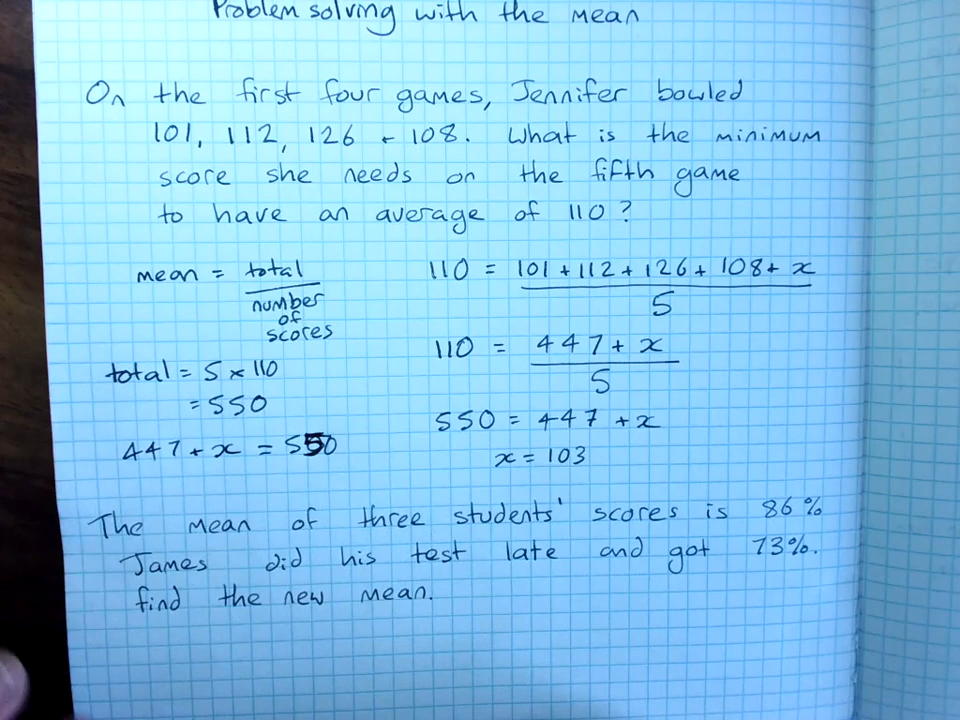 Problem solving with the mean
On the first four games, Jennifer bowled
101, 112, 126 + 108. What is the minimum
score she needs on the fifth game
to have an average of 110?
mean = total
number
of
scores
total = 5 × 110
= 550
447 + x = 550
110 = 101 + 112 + 126 + 108 + x
5
110 = 447 + x
5
550 = 447 + x
x = 103
The mean of three students' scores is 86%
James did his test late and got 73%.
find the new mean.